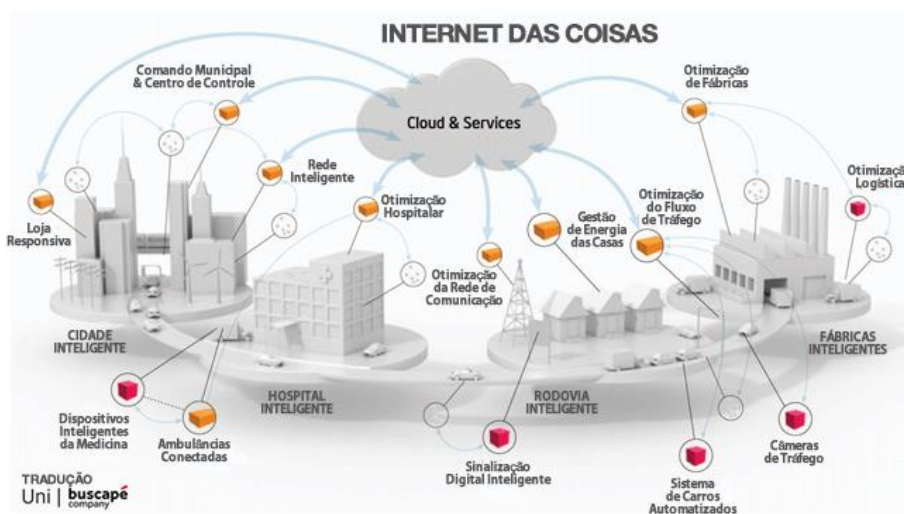 INTERNET DAS COISAS
Comando Municipal
& Centro de Controle
Otimização
de Fábricas
Cloud & Services
Rede
Inteligente
Otimização
Hospitalar
Otimização
Logística
Loja
Responsiva
Gestão
de Energia
das Casas
Otimização
do Fluxo
de Tráfego
Otimização
da Rede de
Comunicação
CIDADE
INTELIGENTE
HOSPITAL
INTELIGENTE
RODOVIA
INTELIGENTE
FÁBRICAS
INTELIGENTES
Dispositivos
Inteligentes
da Medicina
Ambulâncias
Conectadas
Sinalização
Digital Inteligente
Sistema
de Carros
Automatizados
Câmeras
de Tráfego
TRADUÇÃO
Uni | buscapé
company